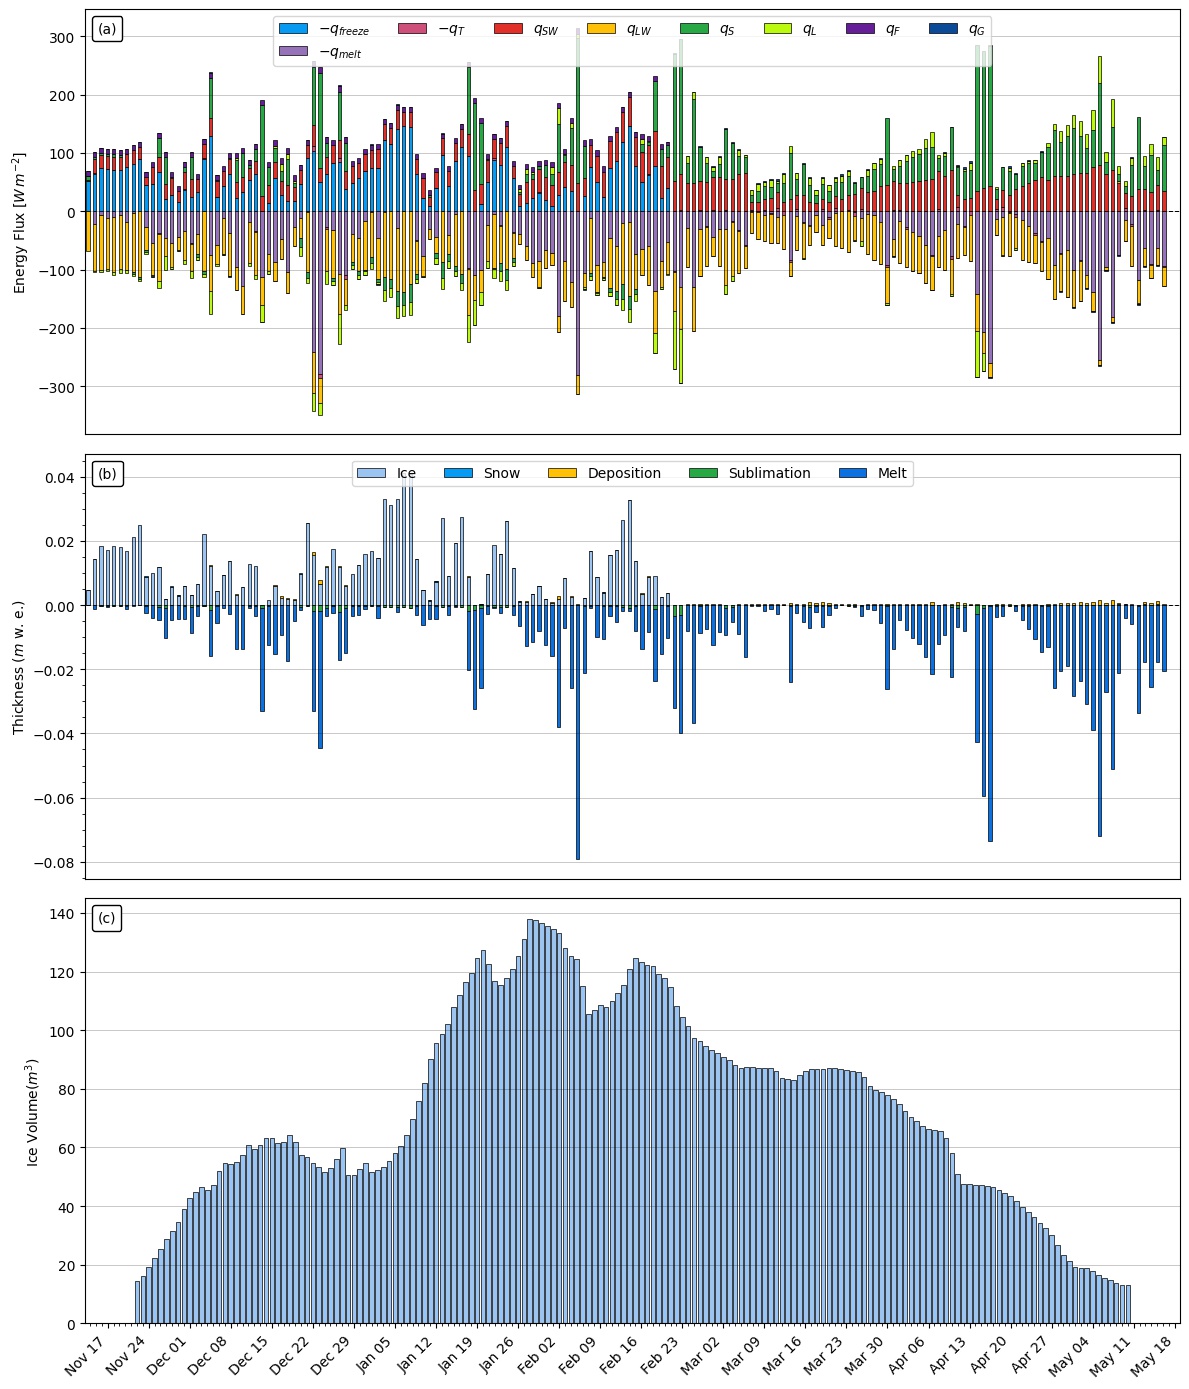 (a)
−q_freeze −q_T q_SW q_LW q_S q_L q_F q_G
−q_melt
Energy Flux [W m⁻²]
300
200
100
0
−100
−200
−300
(b)
Ice Snow Deposition Sublimation Melt
Thickness (m w. e.)
0.04
0.02
0.00
−0.02
−0.04
−0.06
−0.08
(c)
Ice Volume(m³)
140
120
100
80
60
40
20
0
Nov 17 Nov 24 Dec 01 Dec 08 Dec 15 Dec 22 Dec 29 Jan 05 Jan 12 Jan 19 Jan 26 Feb 02 Feb 09 Feb 16 Feb 23 Mar 02 Mar 09 Mar 16 Mar 23 Mar 30 Apr 06 Apr 13 Apr 20 Apr 27 May 04 May 11 May 18